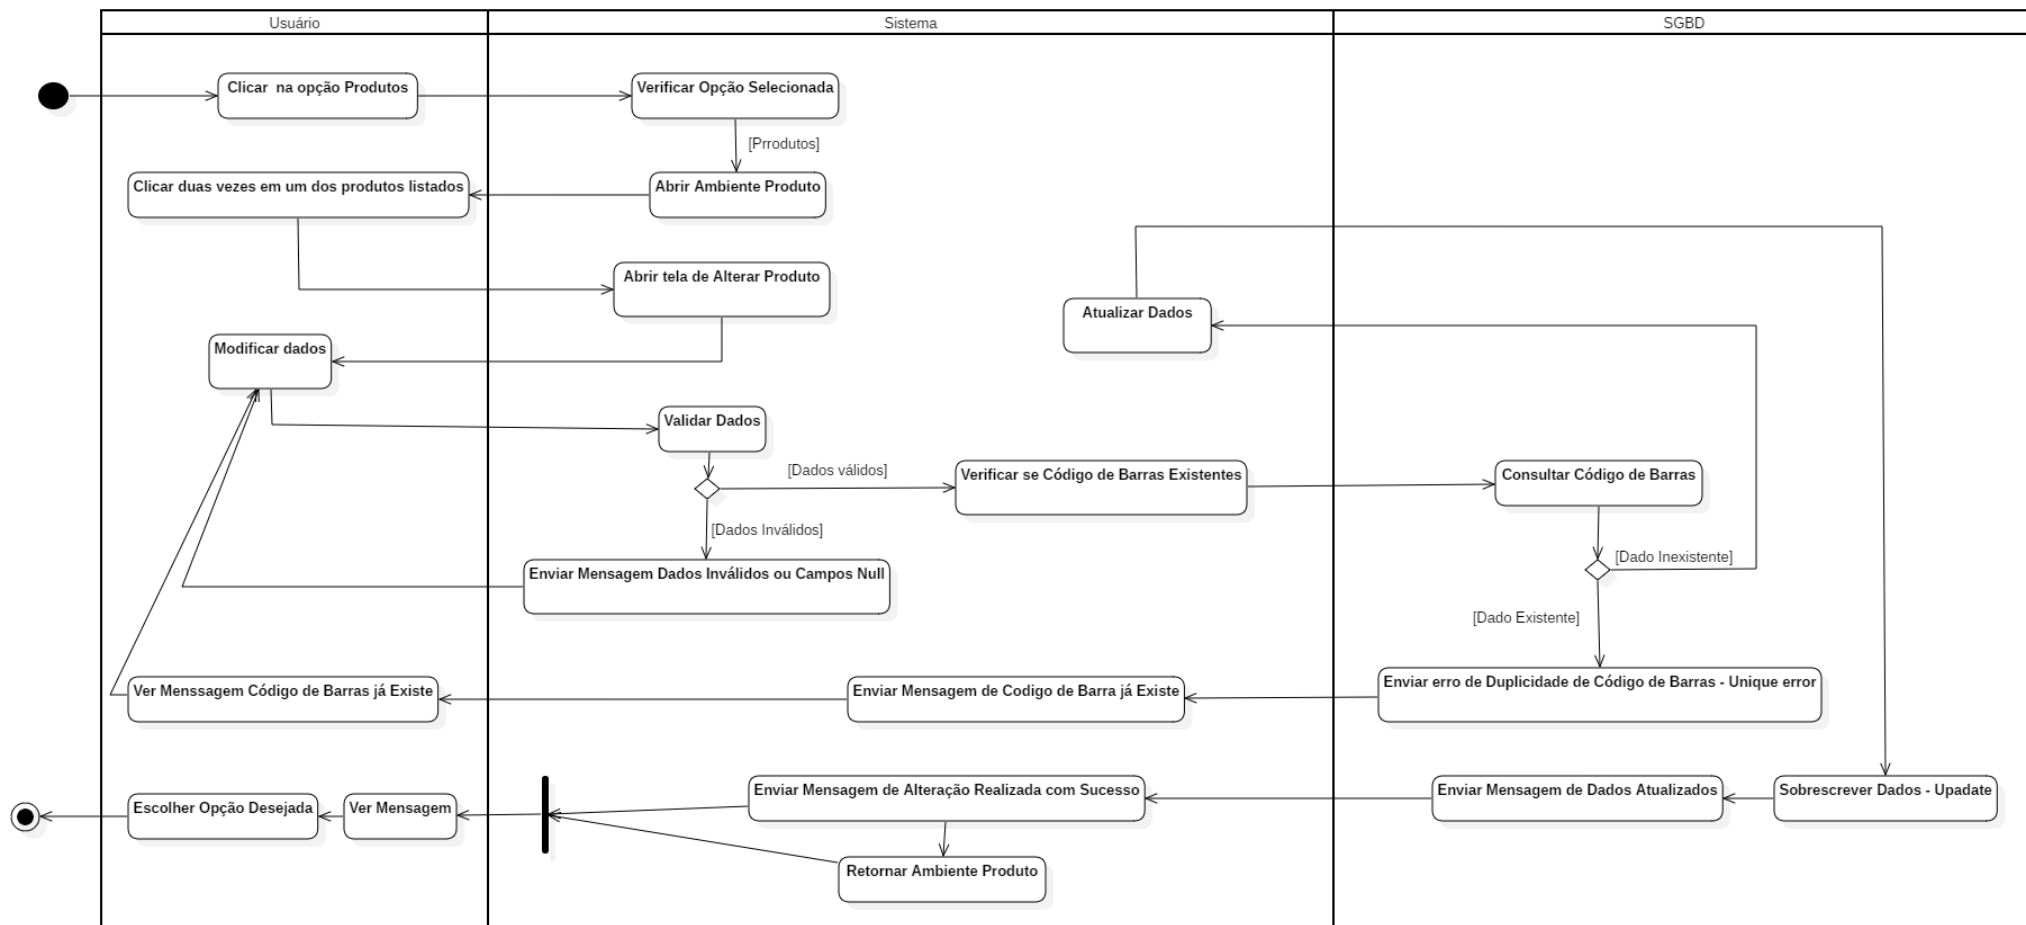 Usuário
Sistema
SGBD
Clicar  na opção Produtos
Verificar Opção Selecionada
[Prrodutos]
Clicar duas vezes em um dos produtos listados
Abrir Ambiente Produto
Abrir tela de Alterar Produto
Atualizar Dados
Modificar dados
Validar Dados
[Dados válidos]
Verificar se Código de Barras Existentes
Consultar Código de Barras
[Dados Inválidos]
[Dado Inexistente]
Enviar Mensagem Dados Inválidos ou Campos Null
[Dado Existente]
Ver Menssagem Código de Barras já Existe
Enviar Mensagem de Codigo de Barra já Existe
Enviar erro de Duplicidade de Código de Barras - Unique error
Escolher Opção Desejada
Ver Mensagem
Enviar Mensagem de Alteração Realizada com Sucesso
Enviar Mensagem de Dados Atualizados
Sobrescrever Dados - Upadate
Retornar Ambiente Produto